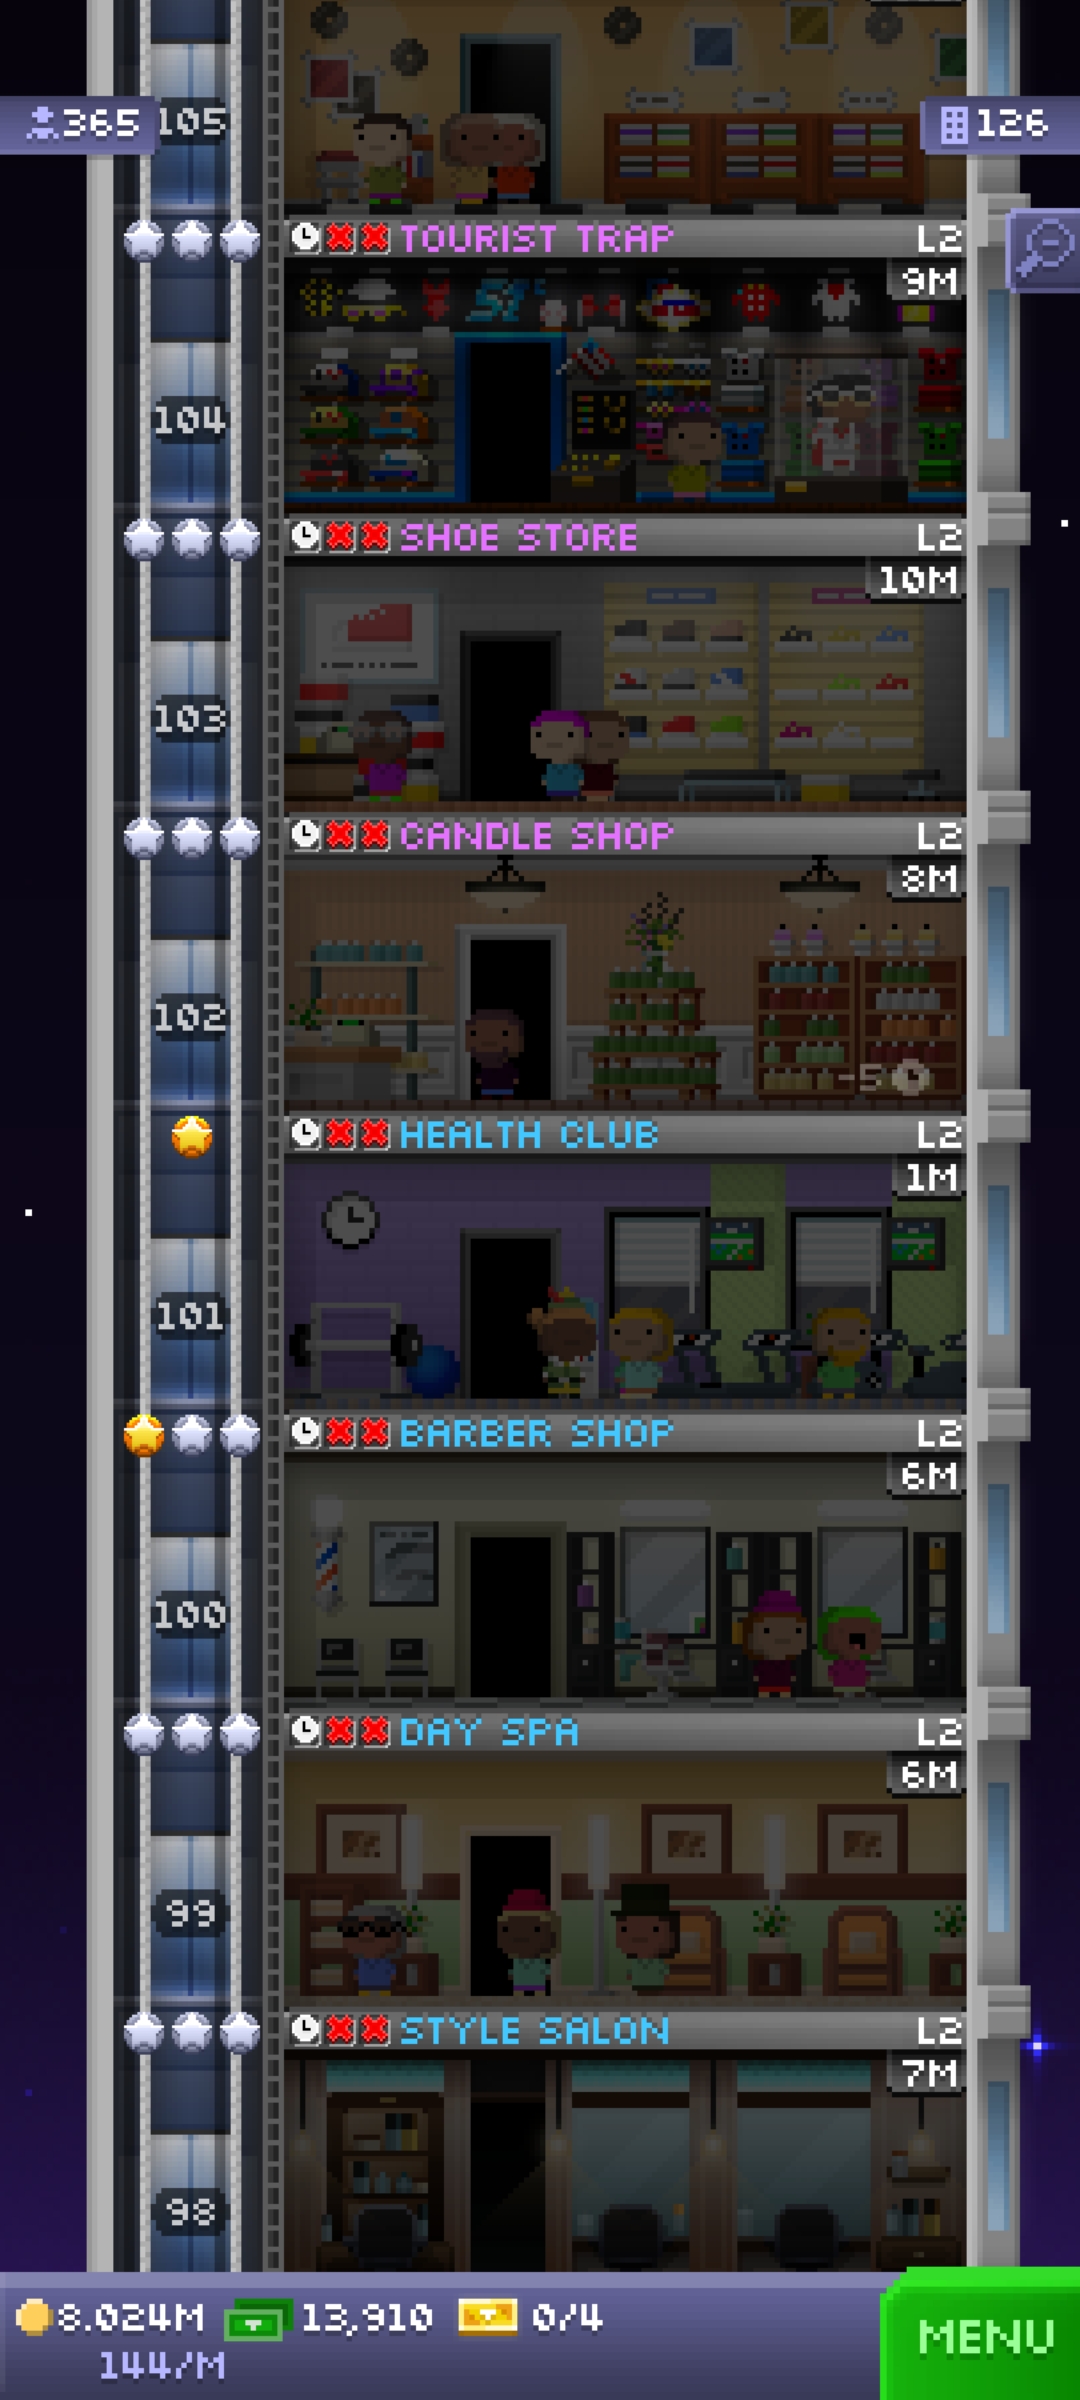 365
105
126
TOURIST TRAP L2
9M
104
SHOE STORE L2
10M
103
CANDLE SHOP L2
8M
102
-5
HEALTH CLUB L2
1M
101
BARBER SHOP L2
6M
100
DAY SPA L2
6M
99
STYLE SALON L2
7M
98
8.024M 13,910 0/4
144/M
MENU